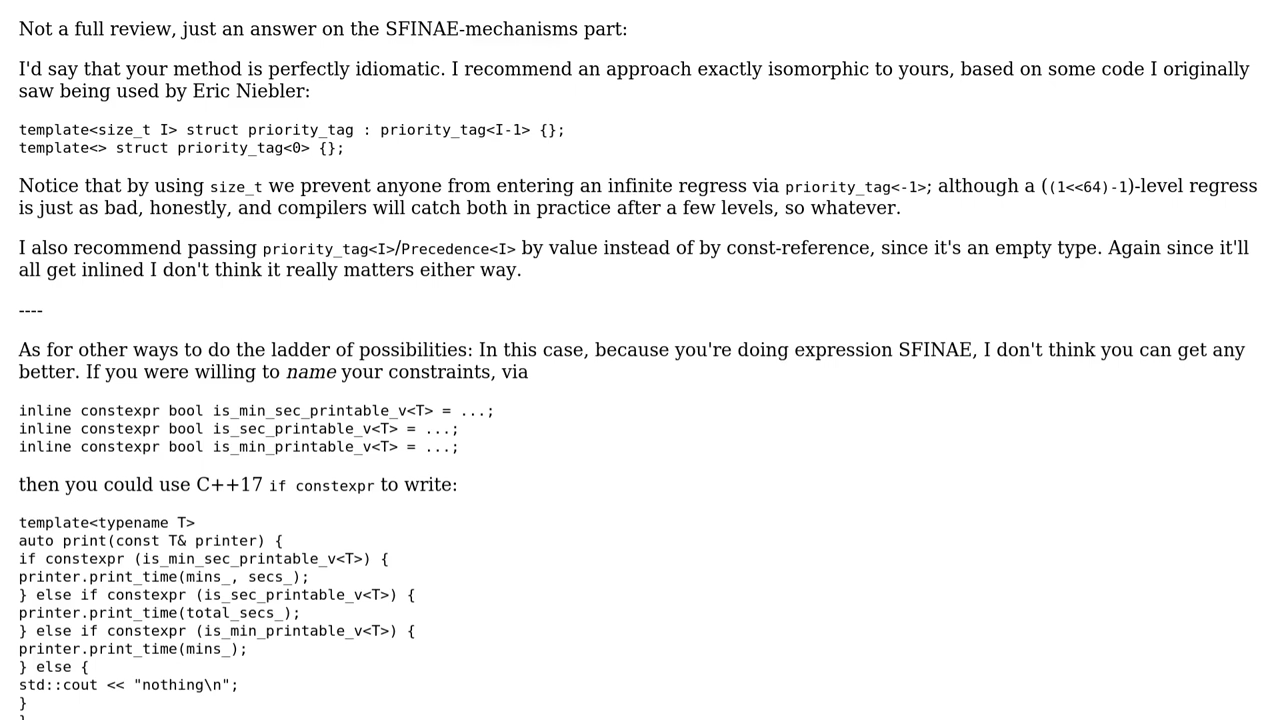 Not a full review, just an answer on the SFINAE-mechanisms part:
I'd say that your method is perfectly idiomatic. I recommend an approach exactly isomorphic to yours, based on some code I originally
saw being used by Eric Niebler:
template<size_t I> struct priority_tag : priority_tag<I-1> {};
template<> struct priority_tag<0> {};
Notice that by using size_t we prevent anyone from entering an infinite regress via priority_tag<-1>; although a ((1<<64)-1)-level regress
is just as bad, honestly, and compilers will catch both in practice after a few levels, so whatever.
I also recommend passing priority_tag<I>/Precedence<I> by value instead of by const-reference, since it's an empty type. Again since it'll
all get inlined I don't think it really matters either way.
----
As for other ways to do the ladder of possibilities: In this case, because you're doing expression SFINAE, I don't think you can get any
better. If you were willing to name your constraints, via
inline constexpr bool is_min_sec_printable_v<T> = ...;
inline constexpr bool is_sec_printable_v<T> = ...;
inline constexpr bool is_min_printable_v<T> = ...;
then you could use C++17 if constexpr to write:
template<typename T>
auto print(const T& printer) {
if constexpr (is_min_sec_printable_v<T>) {
printer.print_time(mins_, secs_);
} else if constexpr (is_sec_printable_v<T>) {
printer.print_time(total_secs_);
} else if constexpr (is_min_printable_v<T>) {
printer.print_time(mins_);
} else {
std::cout << "nothing\n";
}
}